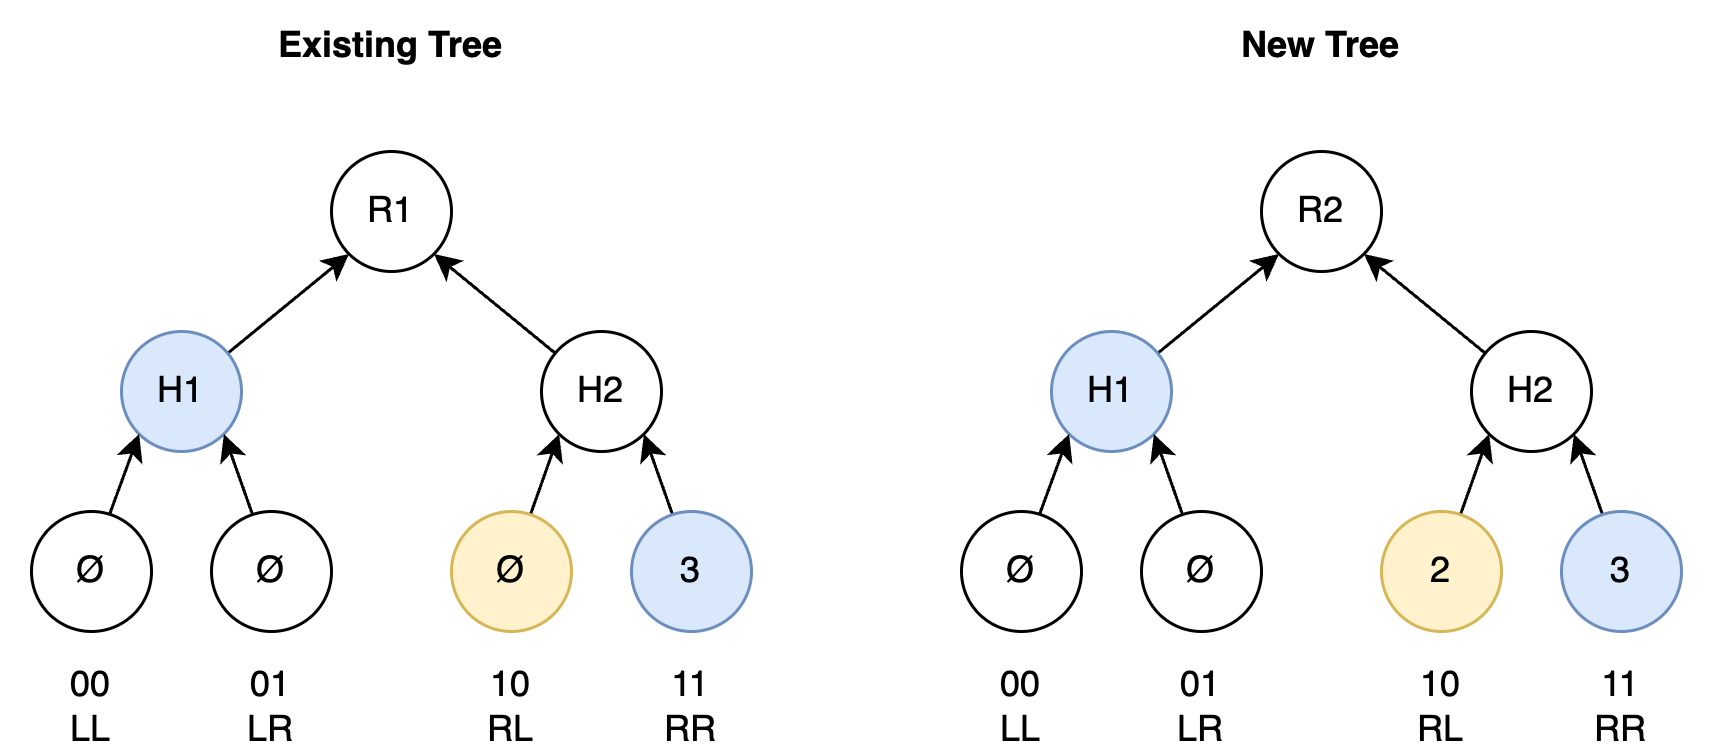 Existing Tree
New Tree
R1
R2
H1
H2
H1
H2
Ø
Ø
Ø
3
Ø
Ø
2
3
00
01
10
11
00
01
10
11
LL
LR
RL
RR
LL
LR
RL
RR